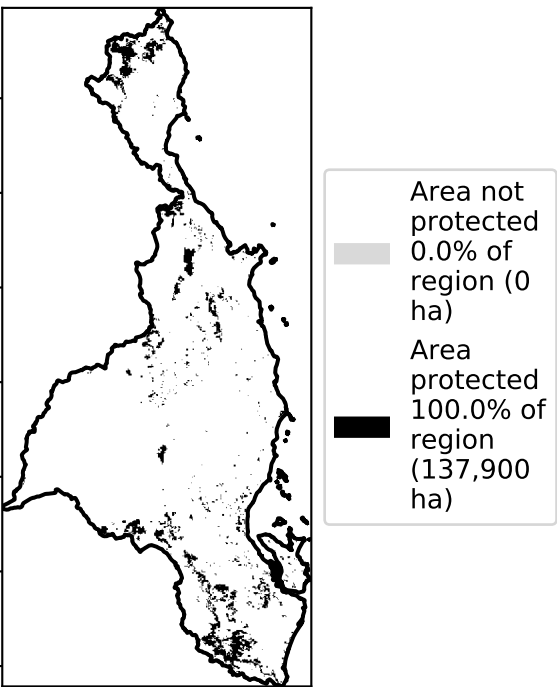 Area not
protected
0.0% of
region (0
ha)
Area
protected
100.0% of
region
(137,900
ha)